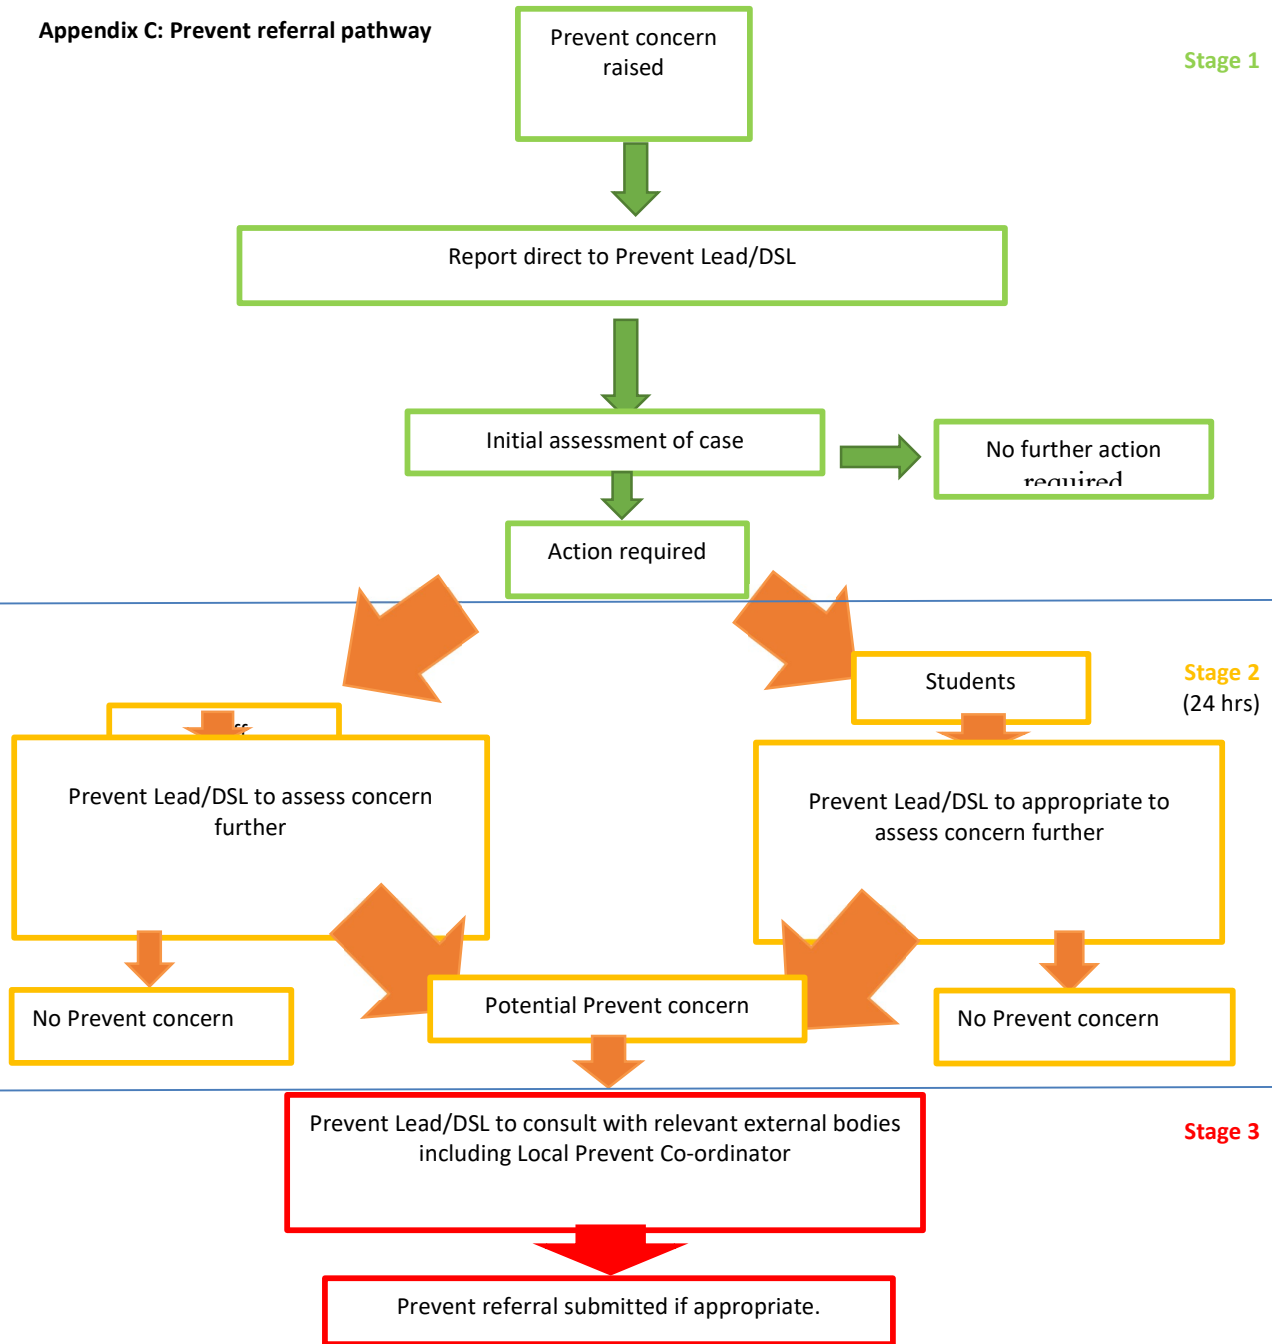 Appendix C: Prevent referral pathway
Prevent concern
raised
Stage 1
Report direct to Prevent Lead/DSL
Initial assessment of case
No further action
required
Action required
Students
Stage 2
(24 hrs)
Prevent Lead/DSL to assess concern
further
Prevent Lead/DSL to appropriate to
assess concern further
No Prevent concern
Potential Prevent concern
No Prevent concern
Prevent Lead/DSL to consult with relevant external bodies
including Local Prevent Co-ordinator
Stage 3
Prevent referral submitted if appropriate.